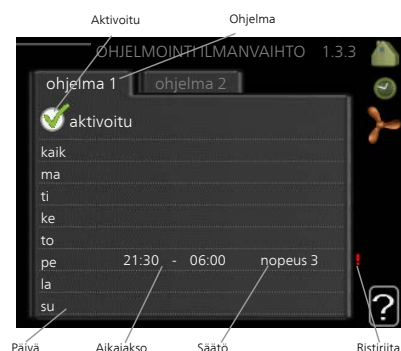 Aktivoitu Ohjelma
OHJELMOINTI ILMANVAIHTO 1.3.3
ohjelma 1 ohjelma 2
aktivoitu
kaik
ma
ti
ke
to
pe 21:30 - 06:00 nopeus 3 !
la
su
?
Päivä Aikajakso Säätö Ristiriita